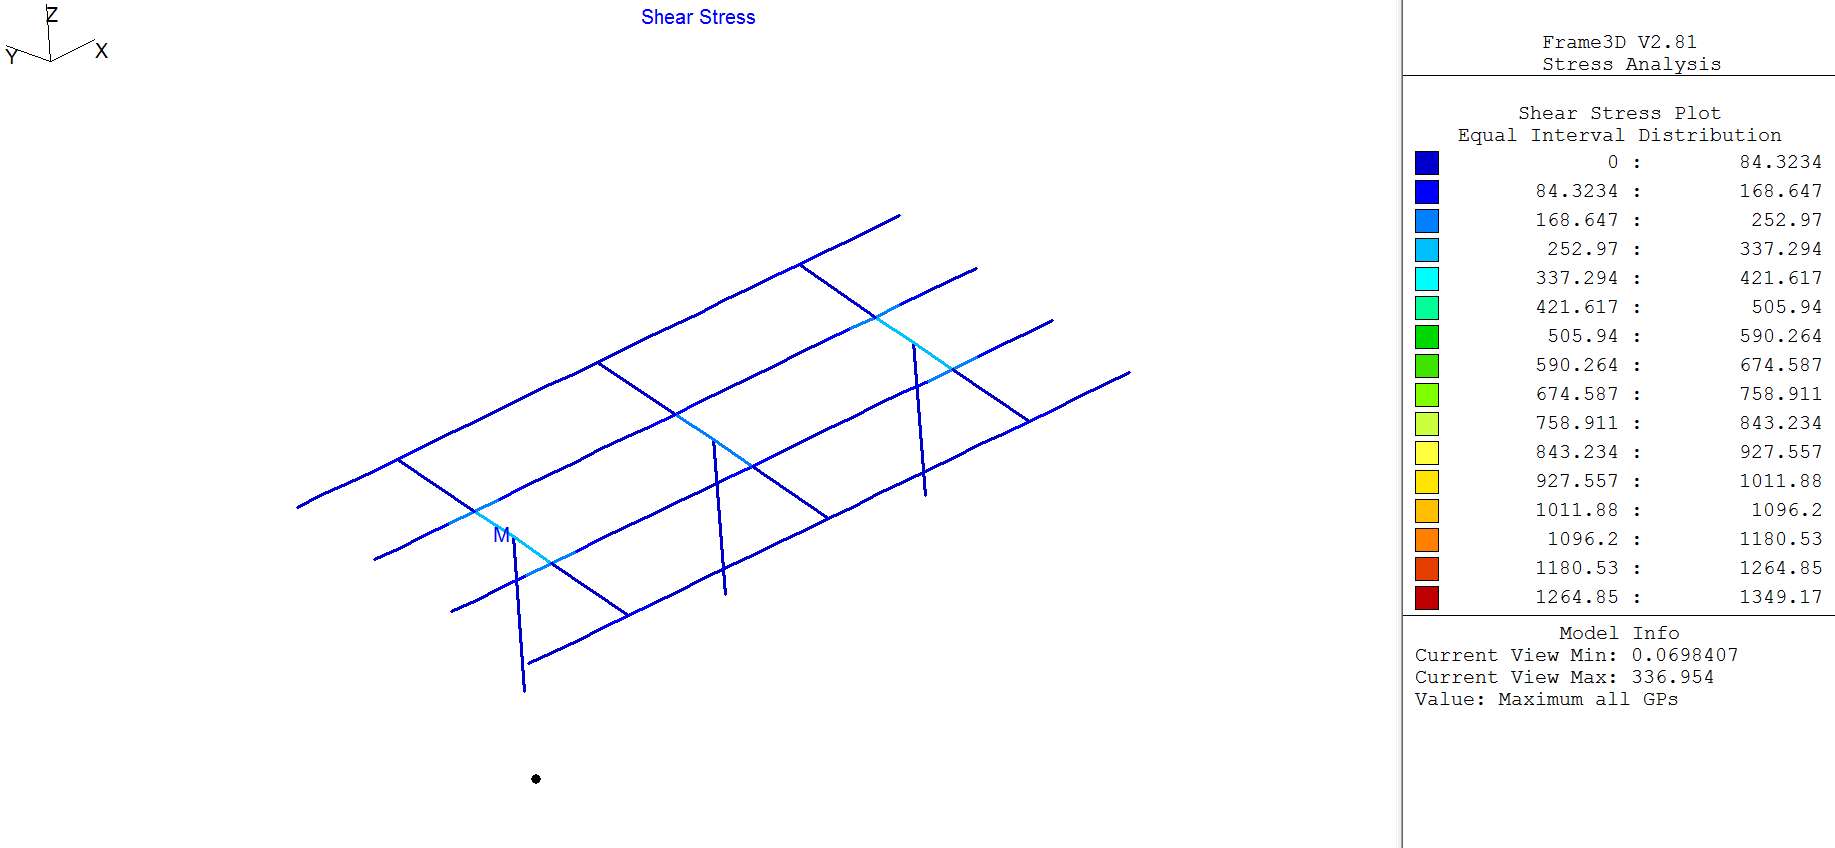 Z
Y
X
Shear Stress
M
Frame3D V2.81
Stress Analysis
Shear Stress Plot
Equal Interval Distribution
0 : 84.3234
84.3234 : 168.647
168.647 : 252.97
252.97 : 337.294
337.294 : 421.617
421.617 : 505.94
505.94 : 590.264
590.264 : 674.587
674.587 : 758.911
758.911 : 843.234
843.234 : 927.557
927.557 : 1011.88
1011.88 : 1096.2
1096.2 : 1180.53
1180.53 : 1264.85
1264.85 : 1349.17
Model Info
Current View Min: 0.0698407
Current View Max: 336.954
Value: Maximum all GPs